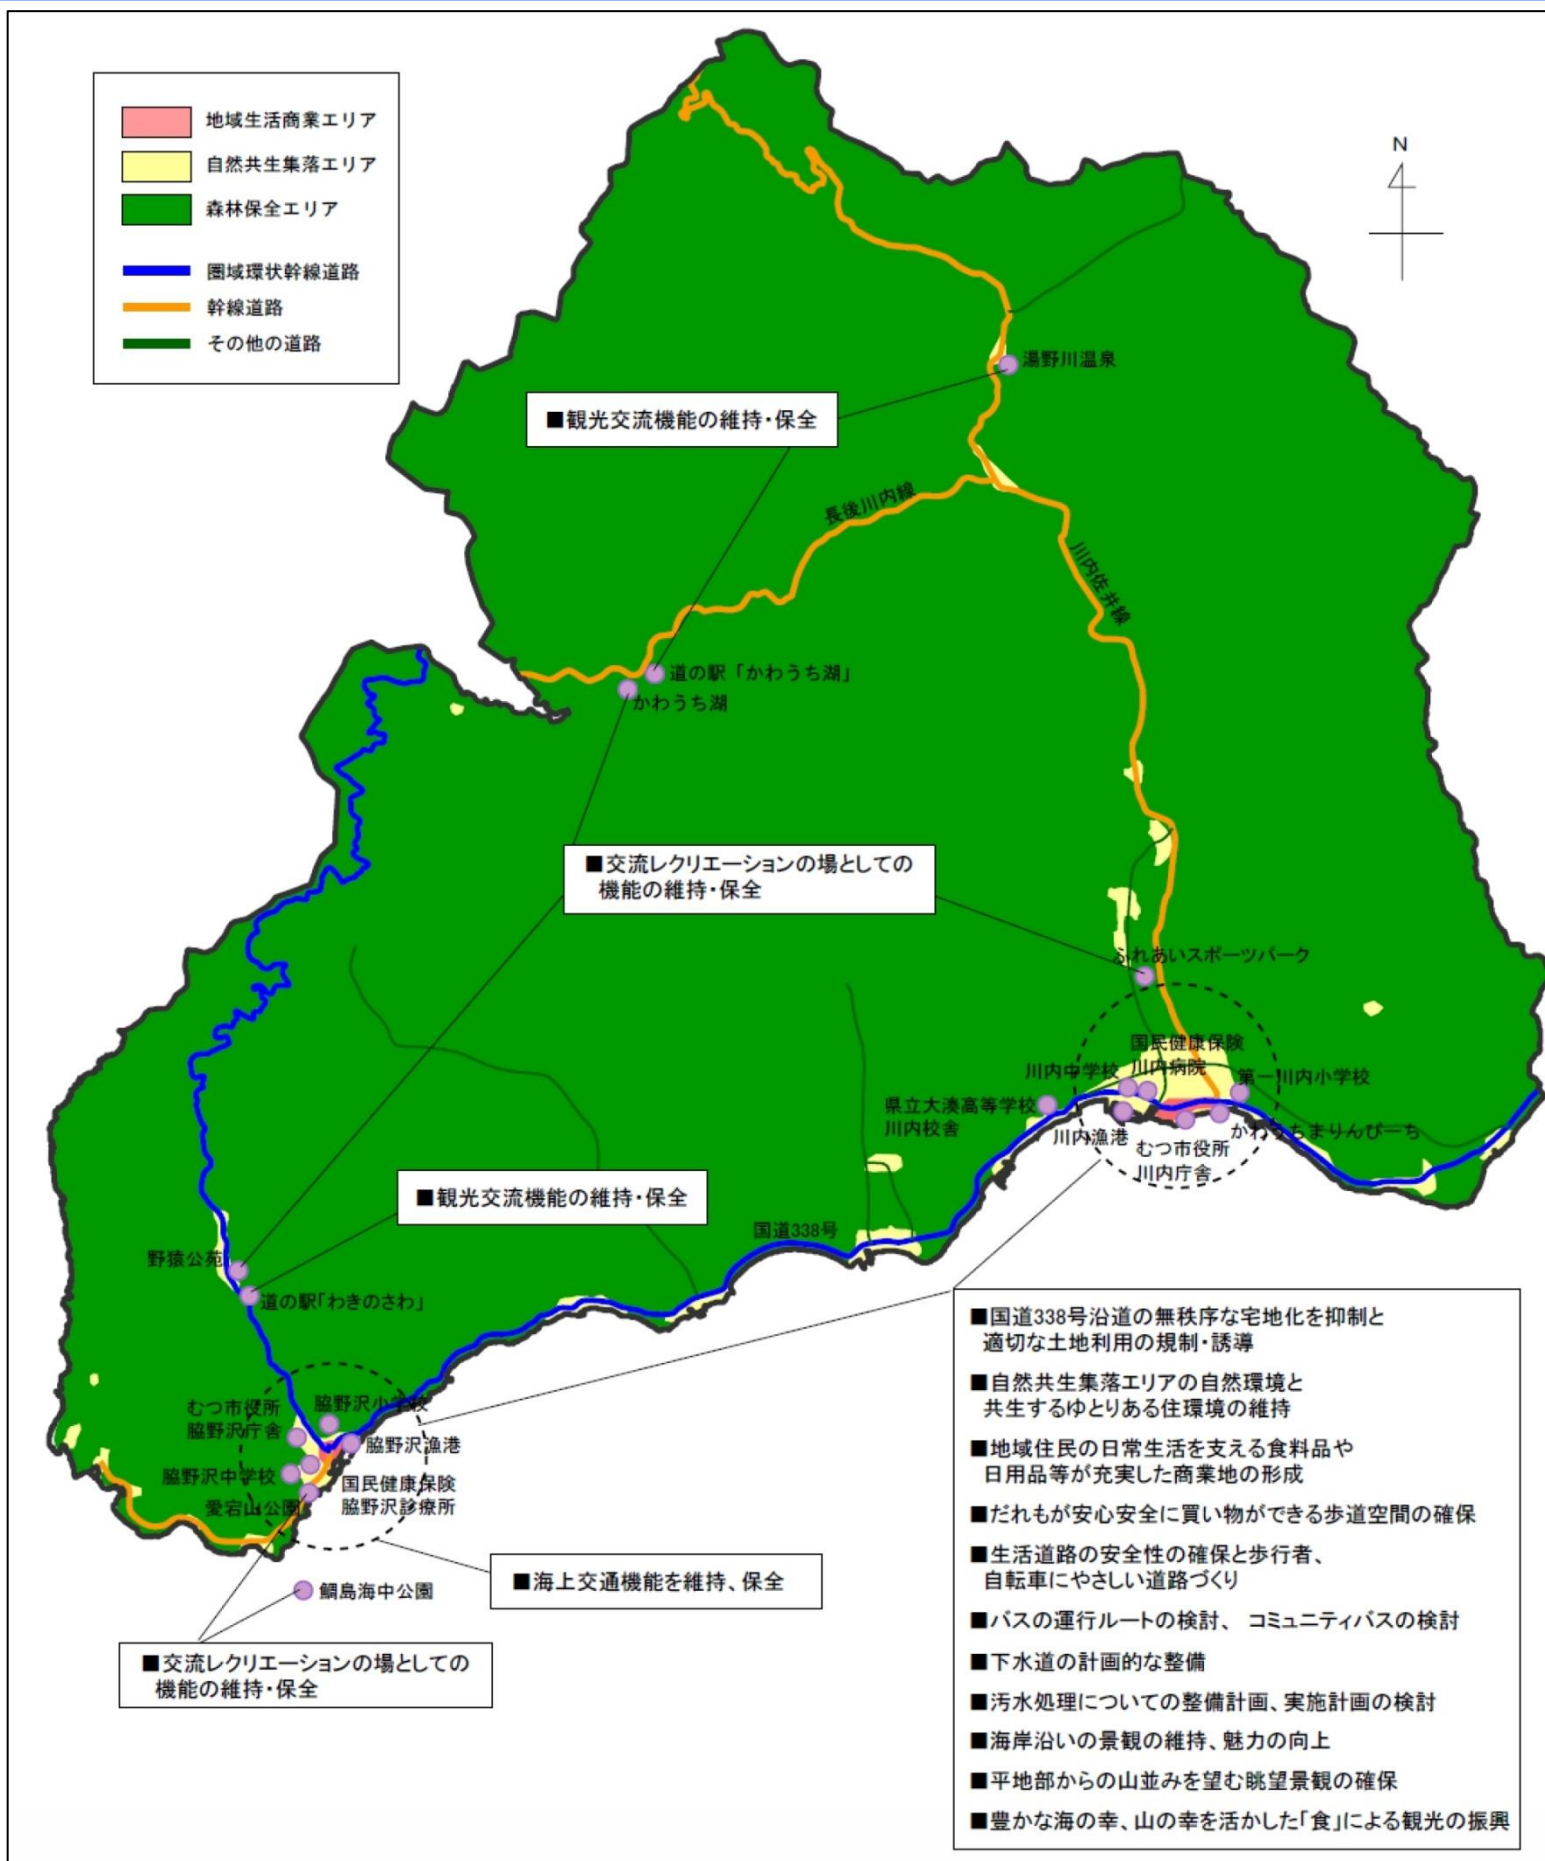 地域生活商業エリア
自然共生集落エリア
森林保全エリア
圏域環状幹線道路
幹線道路
その他の道路
N
湯野川温泉
■観光交流機能の維持・保全
長後川内線
川内佐井線
道の駅「かわうち湖」
かわうち湖
■交流レクリエーションの場としての
機能の維持・保全
ふれあいスポーツパーク
国民健康保険
川内病院
川内中学校
第一川内小学校
県立大湊高等学校
川内校舎
川内漁港
かわうちまりんびーち
むつ市役所
川内庁舎
■観光交流機能の維持・保全
国道338号
野猿公苑
道の駅「わきのさわ」
むつ市役所
脇野沢庁舎
脇野沢小学校
脇野沢漁港
脇野沢中学校
国民健康保険
脇野沢診療所
愛宕山公園
■海上交通機能を維持、保全
鯛島海中公園
■交流レクリエーションの場としての
機能の維持・保全
■国道338号沿道の無秩序な宅地化を抑制と
適切な土地利用の規制・誘導
■自然共生集落エリアの自然環境と
共生するゆとりある住環境の維持
■地域住民の日常生活を支える食料品や
日用品等が充実した商業地の形成
■だれもが安心安全に買い物ができる歩道空間の確保
■生活道路の安全性の確保と歩行者、
自転車にやさしい道路づくり
■バスの運行ルートの検討、 コミュニティバスの検討
■下水道の計画的な整備
■汚水処理についての整備計画、実施計画の検討
■海岸沿いの景観の維持、魅力の向上
■平地部からの山並みを望む眺望景観の確保
■豊かな海の幸、山の幸を活かした「食」による観光の振興